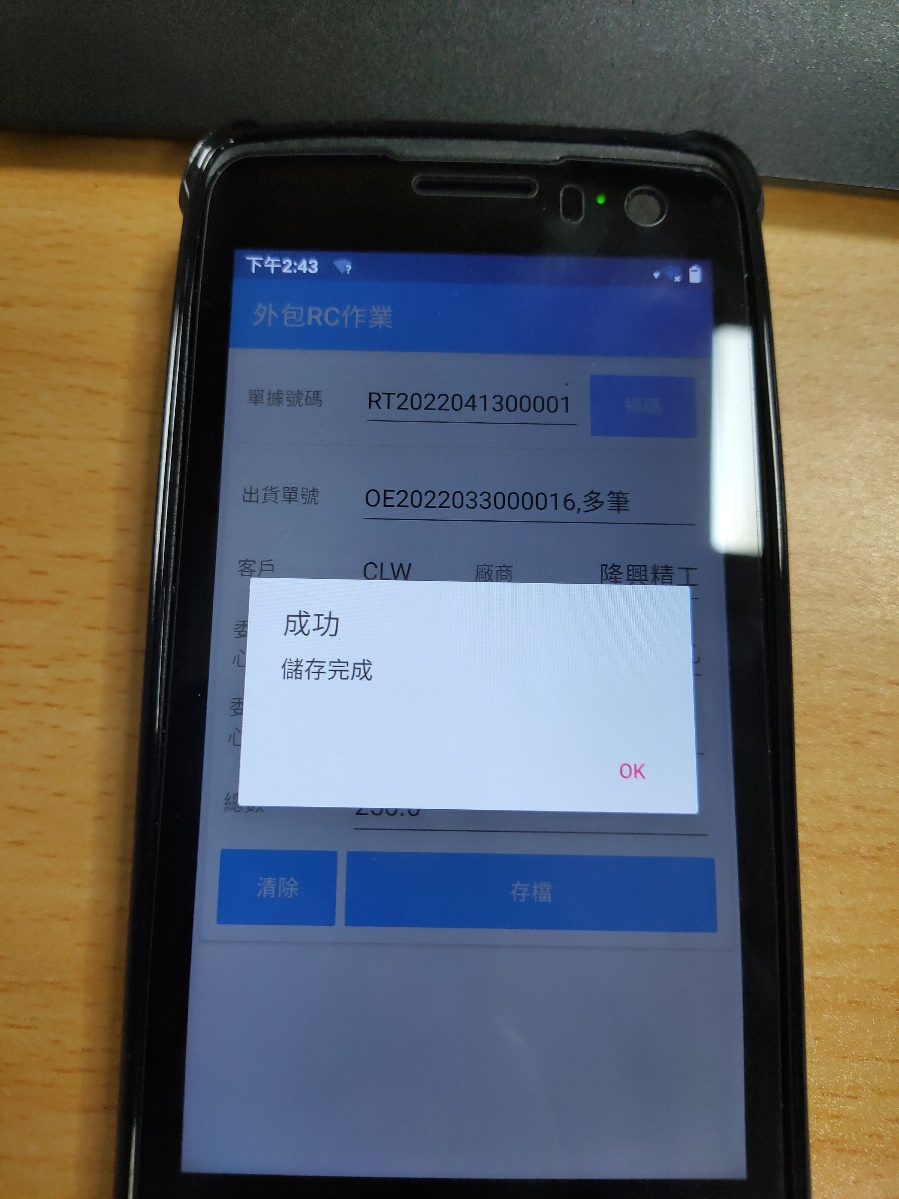 下午2:43
外包RC作業
單據號碼 RT2022041300001 掃碼
出貨單號 OE2022033000016,多筆
客戶 CLW 廠商 隆興精工
成功
儲存完成
OK
總數
清除 存檔